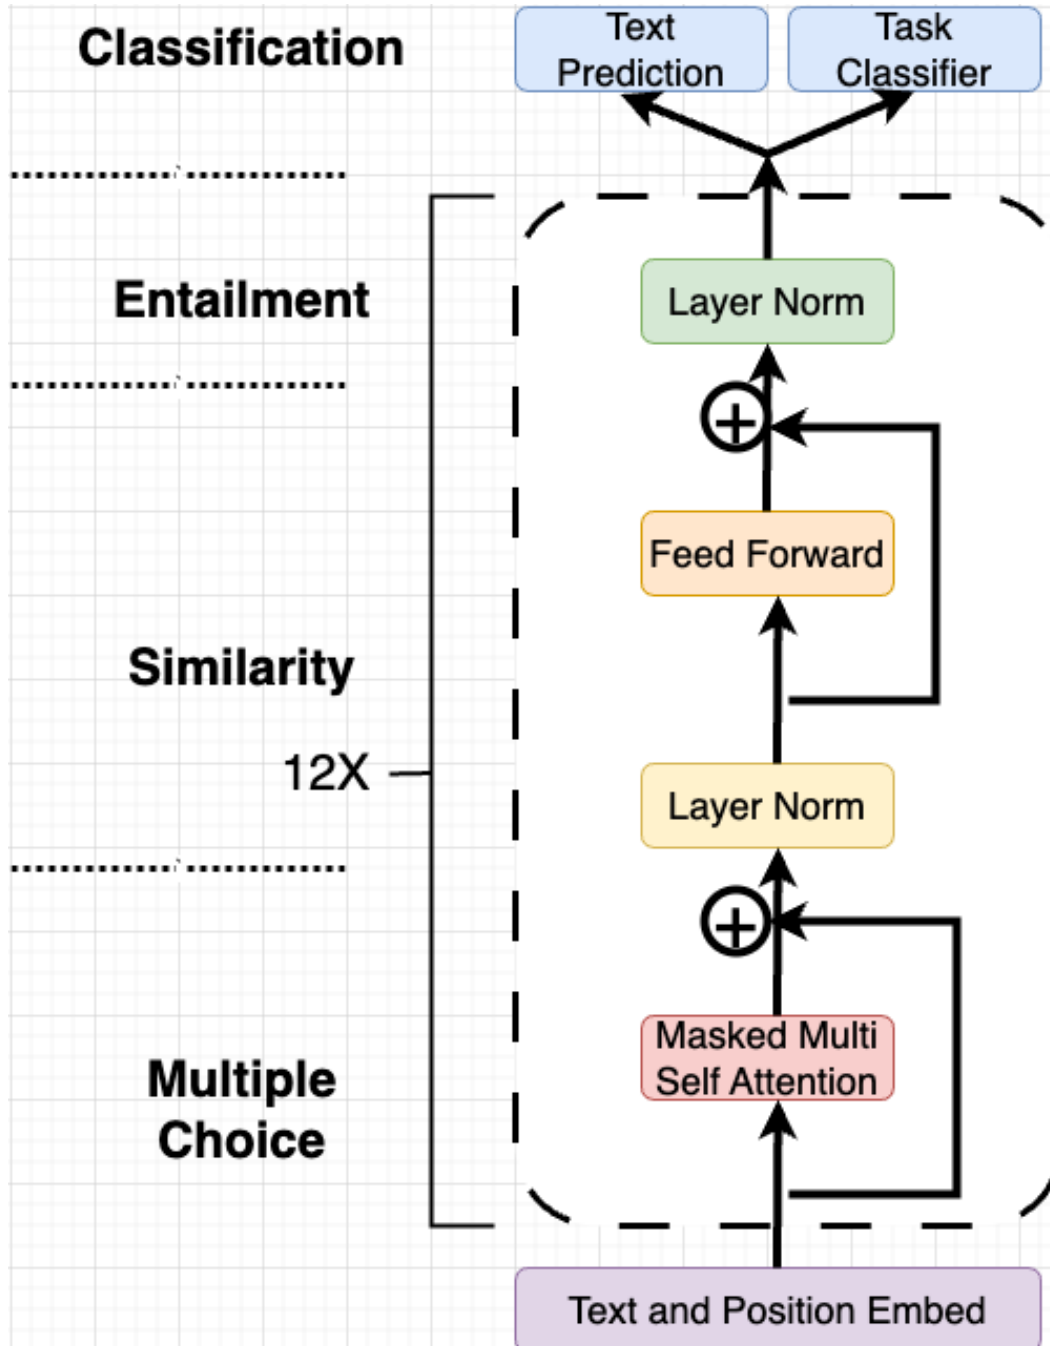 Classification
Entailment
Similarity
12X
Multiple
Choice
Text
Prediction
Task
Classifier
Layer Norm
Feed Forward
Layer Norm
Masked Multi
Self Attention
Text and Position Embed